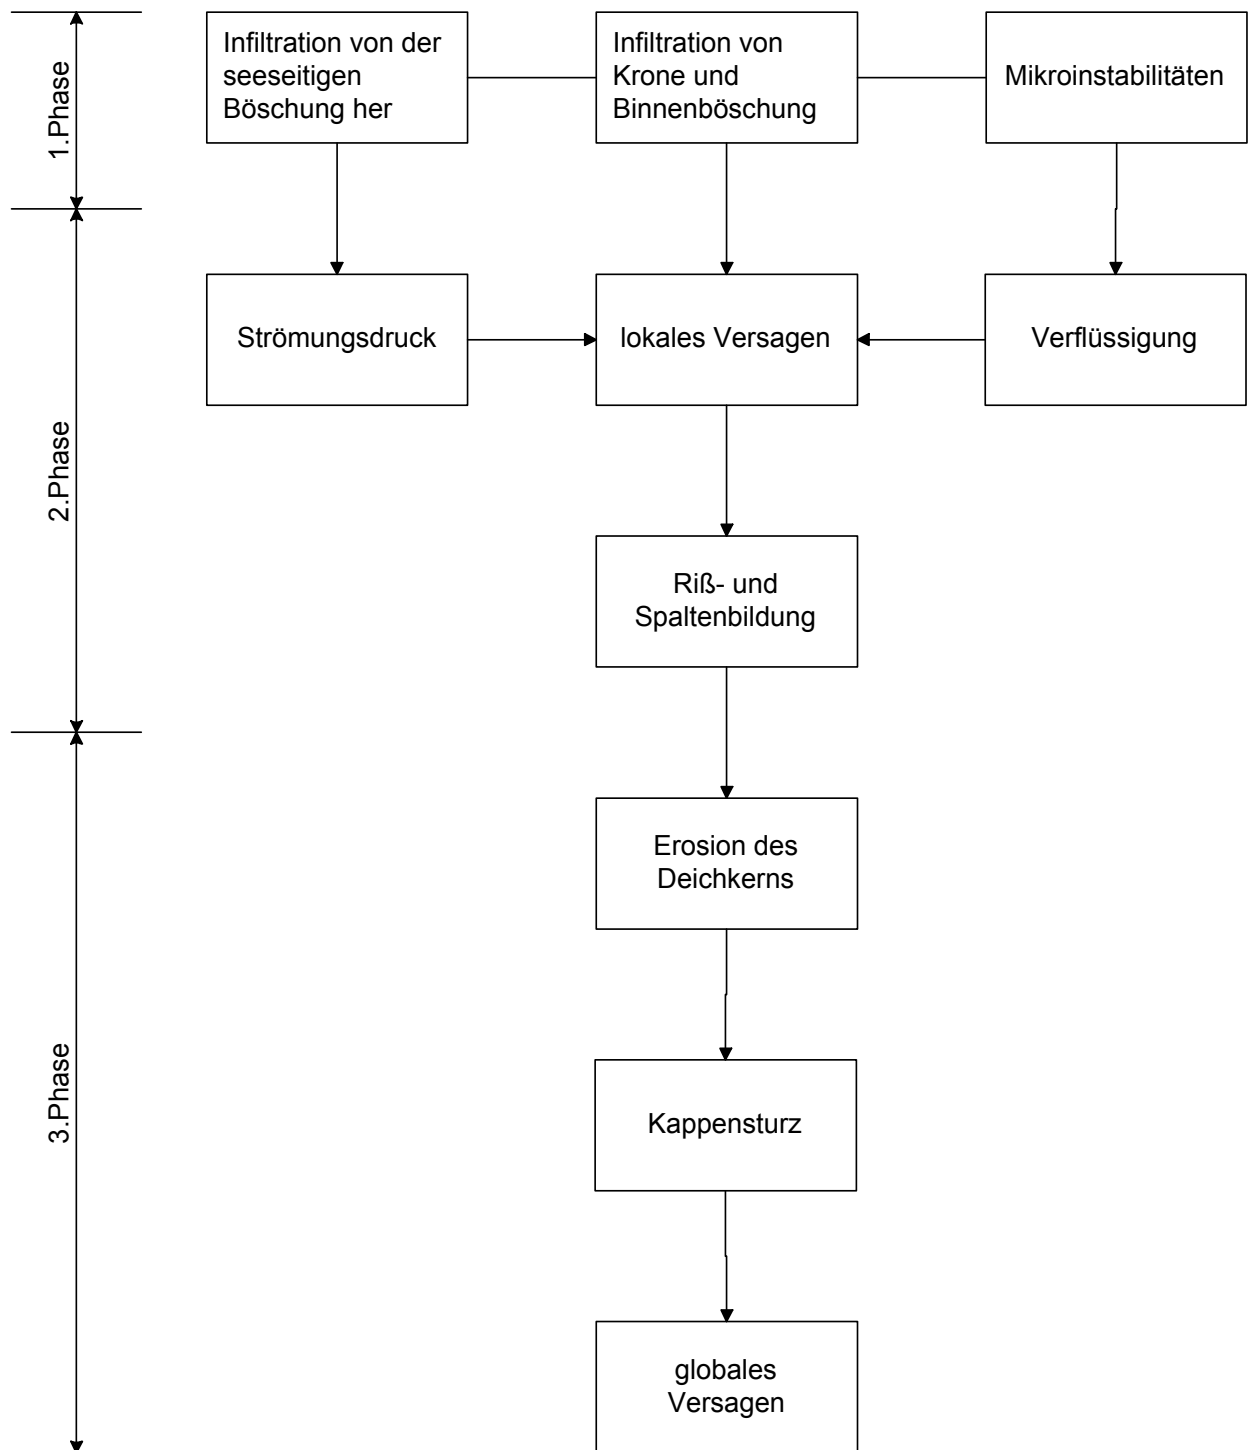 1.Phase
Infiltration von der
seeseitigen
Böschung her
Infiltration von
Krone und
Binnenböschung
Mikroinstabilitäten
2.Phase
Strömungsdruck
lokales Versagen
Verflüssigung
Riß- und
Spaltenbildung
3.Phase
Erosion des
Deichkerns
Kappensturz
globales
Versagen